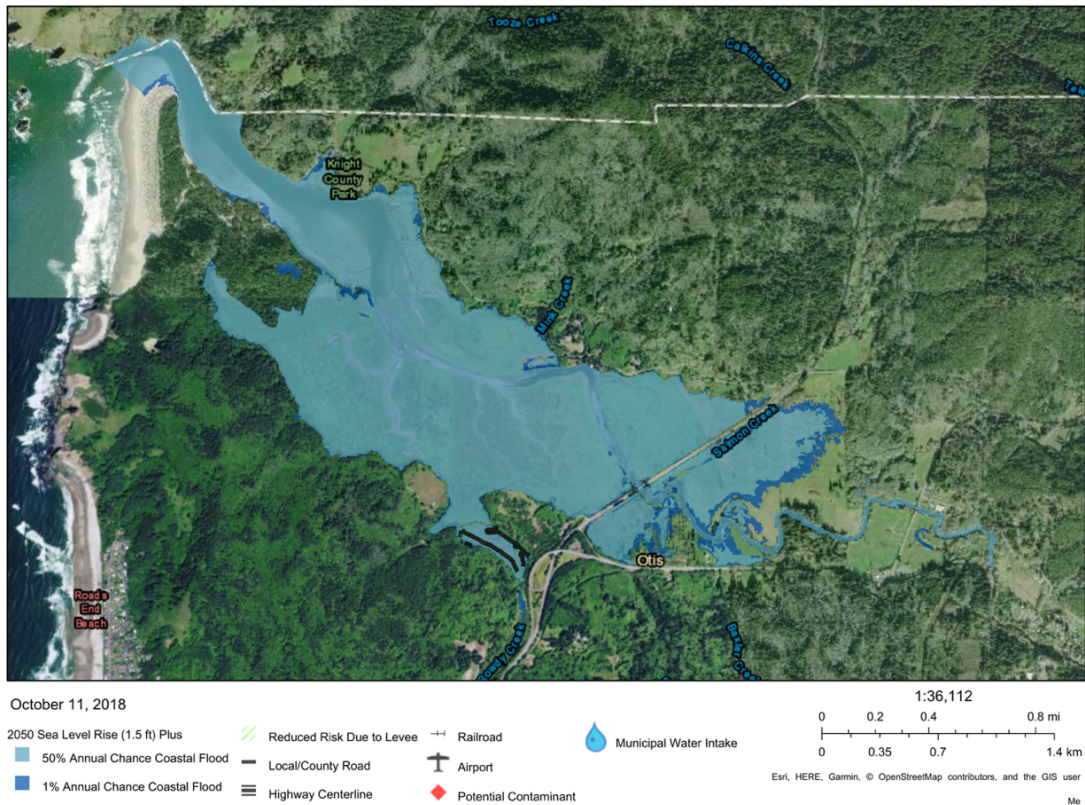 Tooze Creek
Calkins Creek
Knight
County
Park
Mink Creek
Salmon Creek
Otis
Roads
End
Beach
Rowdy Creek
Baxter Creek
October 11, 2018
1:36,112
2050 Sea Level Rise (1.5 ft) Plus
50% Annual Chance Coastal Flood
1% Annual Chance Coastal Flood
Reduced Risk Due to Levee
Local/County Road
Highway Centerline
Railroad
Airport
Potential Contaminant
Municipal Water Intake
0 0.2 0.4 0.8 mi
0 0.35 0.7 1.4 km
Esri, HERE, Garmin, © OpenStreetMap contributors, and the GIS user
Me